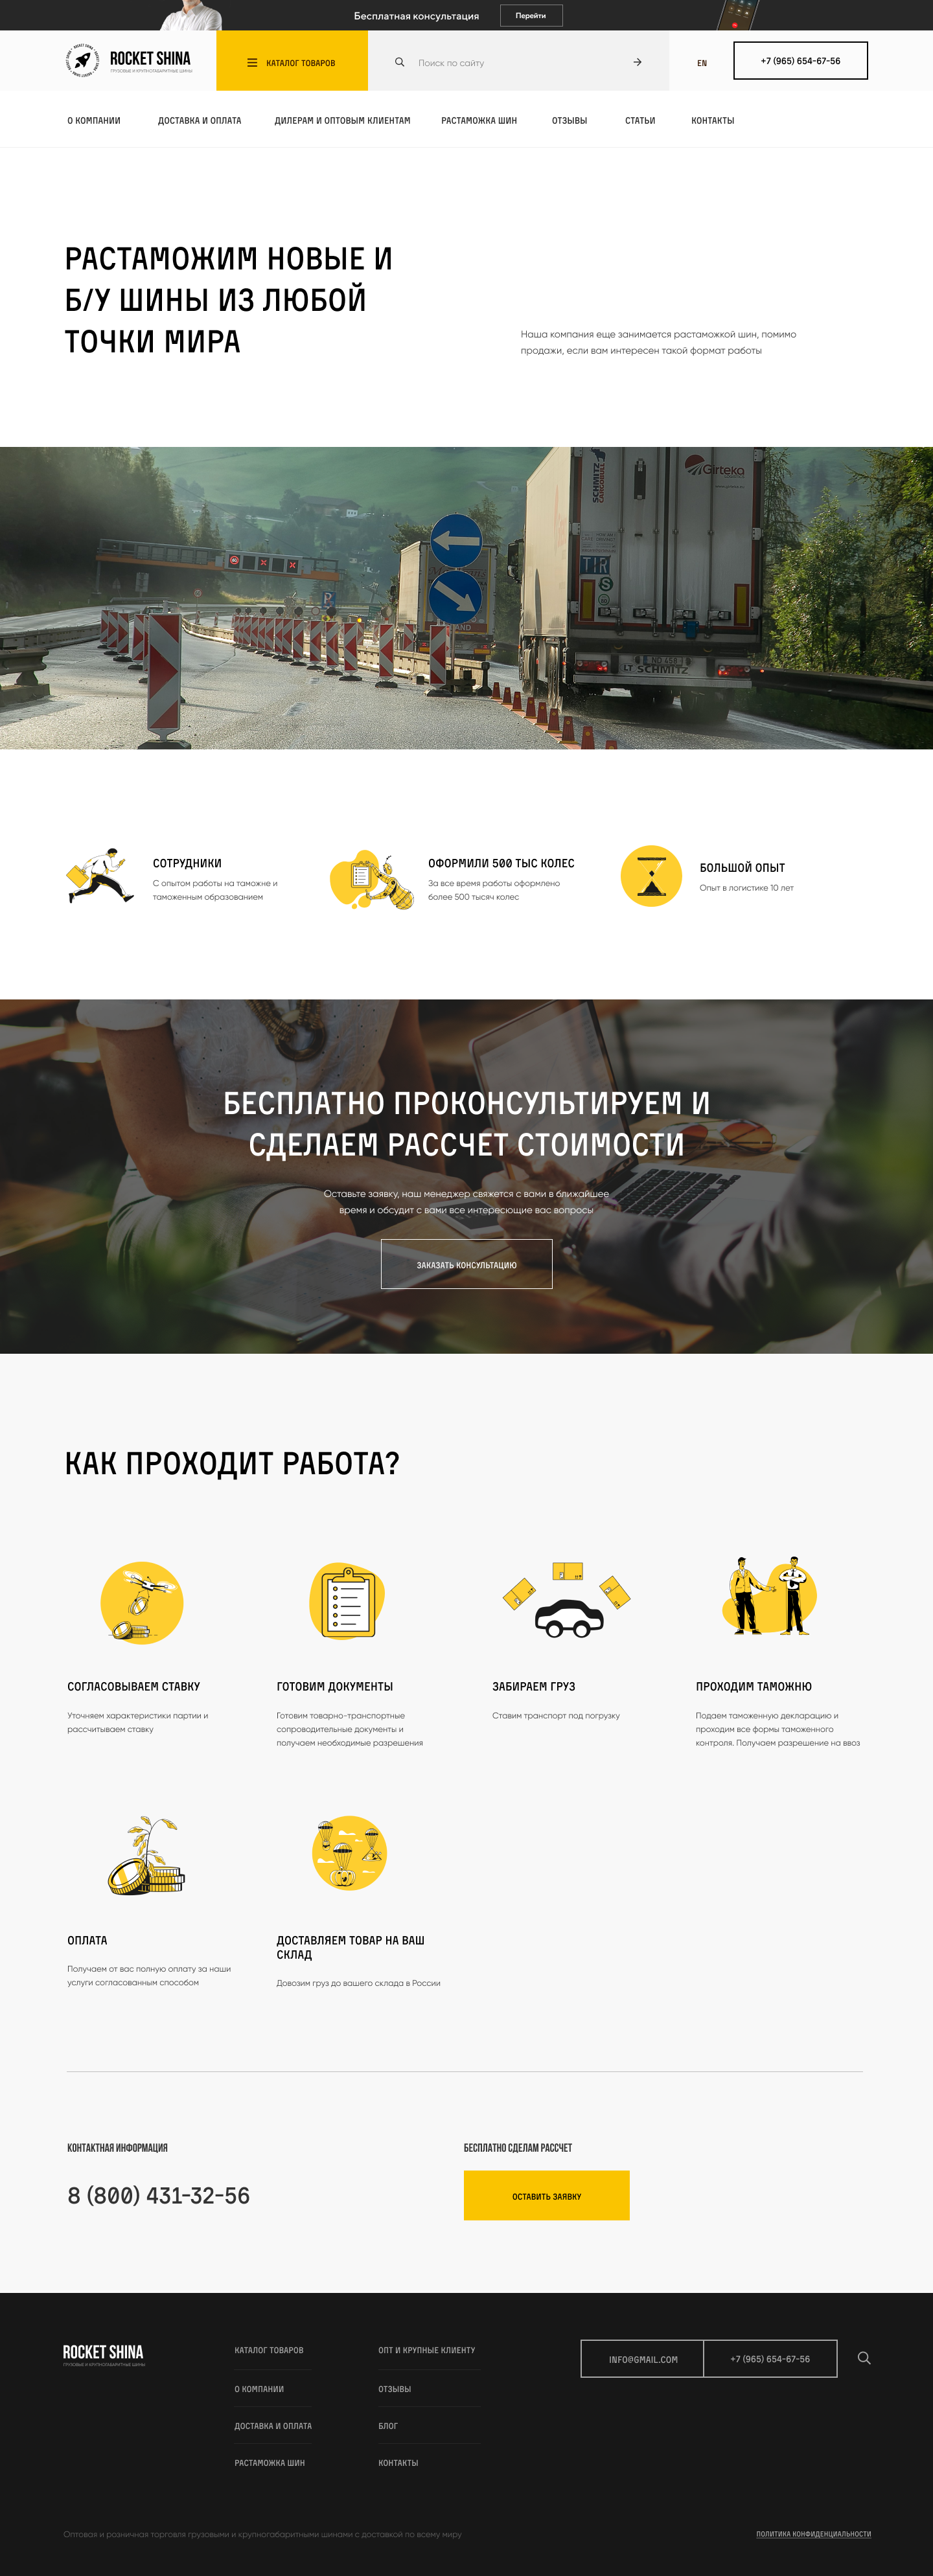 Бесплатная консультация
Перейти
ROCKET SHINA
ГРУЗОВЫЕ И КРУПНОГАБАРИТНЫЕ ШИНЫ
КАТАЛОГ ТОВАРОВ
Поиск по сайту
EN
+7 (965) 654-67-56
О КОМПАНИИ
ДОСТАВКА И ОПЛАТА
ДИЛЕРАМ И ОПТОВЫМ КЛИЕНТАМ
РАСТАМОЖКА ШИН
ОТЗЫВЫ
СТАТЬИ
КОНТАКТЫ
РАСТАМОЖИМ НОВЫЕ И
Б/У ШИНЫ ИЗ ЛЮБОЙ
ТОЧКИ МИРА
Наша компания еще занимается растаможкой шин, помимо
продажи, если вам интересен такой формат работы
SCHMITZ
CARGOBULL
Girteka
TIR
LT SCHMITZ
СОТРУДНИКИ
С опытом работы на таможне и
таможенным образованием
ОФОРМИЛИ 500 ТЫС КОЛЕС
За все время работы оформлено
более 500 тысяч колес
БОЛЬШОЙ ОПЫТ
Опыт в логистике 10 лет
БЕСПЛАТНО ПРОКОНСУЛЬТИРУЕМ И
СДЕЛАЕМ РАССЧЕТ СТОИМОСТИ
Оставьте заявку, наш менеджер свяжется с вами в ближайшее
время и обсудит с вами все интересющие вас вопросы
ЗАКАЗАТЬ КОНСУЛЬТАЦИЮ
КАК ПРОХОДИТ РАБОТА?
СОГЛАСОВЫВАЕМ СТАВКУ
Уточняем характеристики партии и
рассчитываем ставку
ГОТОВИМ ДОКУМЕНТЫ
Готовим товарно-транспортные
сопроводительные документы и
получаем необходимые разрешения
ЗАБИРАЕМ ГРУЗ
Ставим транспорт под погрузку
ПРОХОДИМ ТАМОЖНЮ
Подаем таможенную декларацию и
проходим все формы таможенного
контроля. Получаем разрешение на ввоз
ОПЛАТА
Получаем от вас полную оплату за наши
услуги согласованным способом
ДОСТАВЛЯЕМ ТОВАР НА ВАШ
СКЛАД
Довозим груз до вашего склада в России
КОНТАКТНАЯ ИНФОРМАЦИЯ
8 (800) 431-32-56
БЕСПЛАТНО СДЕЛАМ РАССЧЕТ
ОСТАВИТЬ ЗАЯВКУ
ROCKET SHINA
ГРУЗОВЫЕ И КРУПНОГАБАРИТНЫЕ ШИНЫ
КАТАЛОГ ТОВАРОВ
О КОМПАНИИ
ДОСТАВКА И ОПЛАТА
РАСТАМОЖКА ШИН
ОПТ И КРУПНЫЕ КЛИЕНТУ
ОТЗЫВЫ
БЛОГ
КОНТАКТЫ
INFO@GMAIL.COM
+7 (965) 654-67-56
Оптовая и розничная торговля грузовыми и крупногабаритными шинами с доставкой по всему миру
ПОЛИТИКА КОНФИДЕНЦИАЛЬНОСТИ